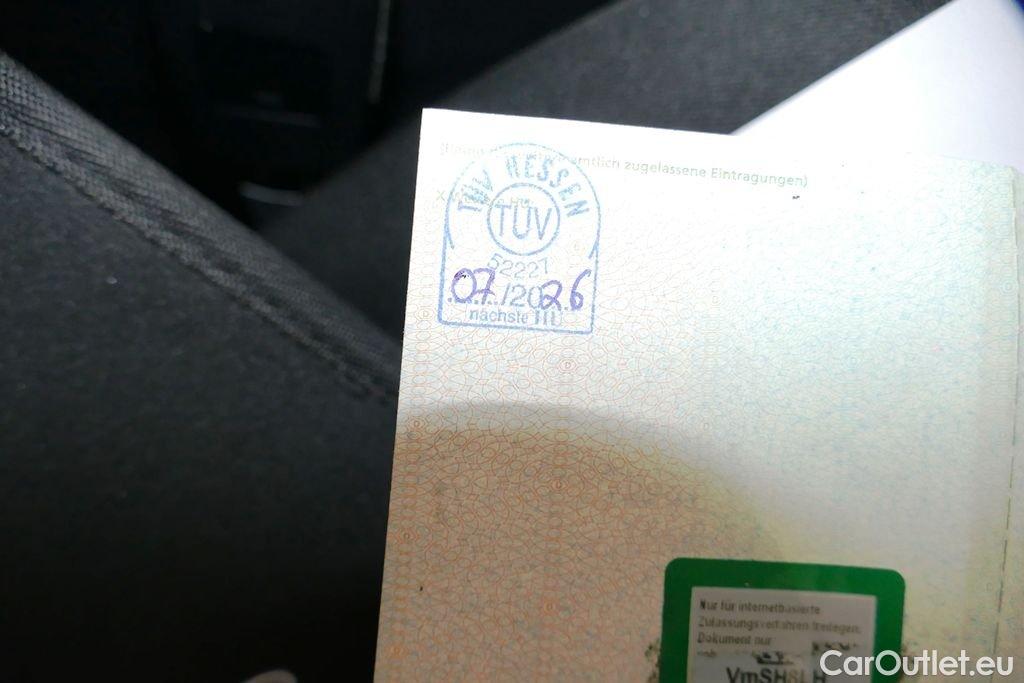 amtlich zugelassene Eintragungen)
TÜV HESSEN
TÜV
52221
07/2026
nächste HU
Nur für internetbasierte
Zulassungsverfahren freilegen.
Dokument nur
CarOutlet.eu